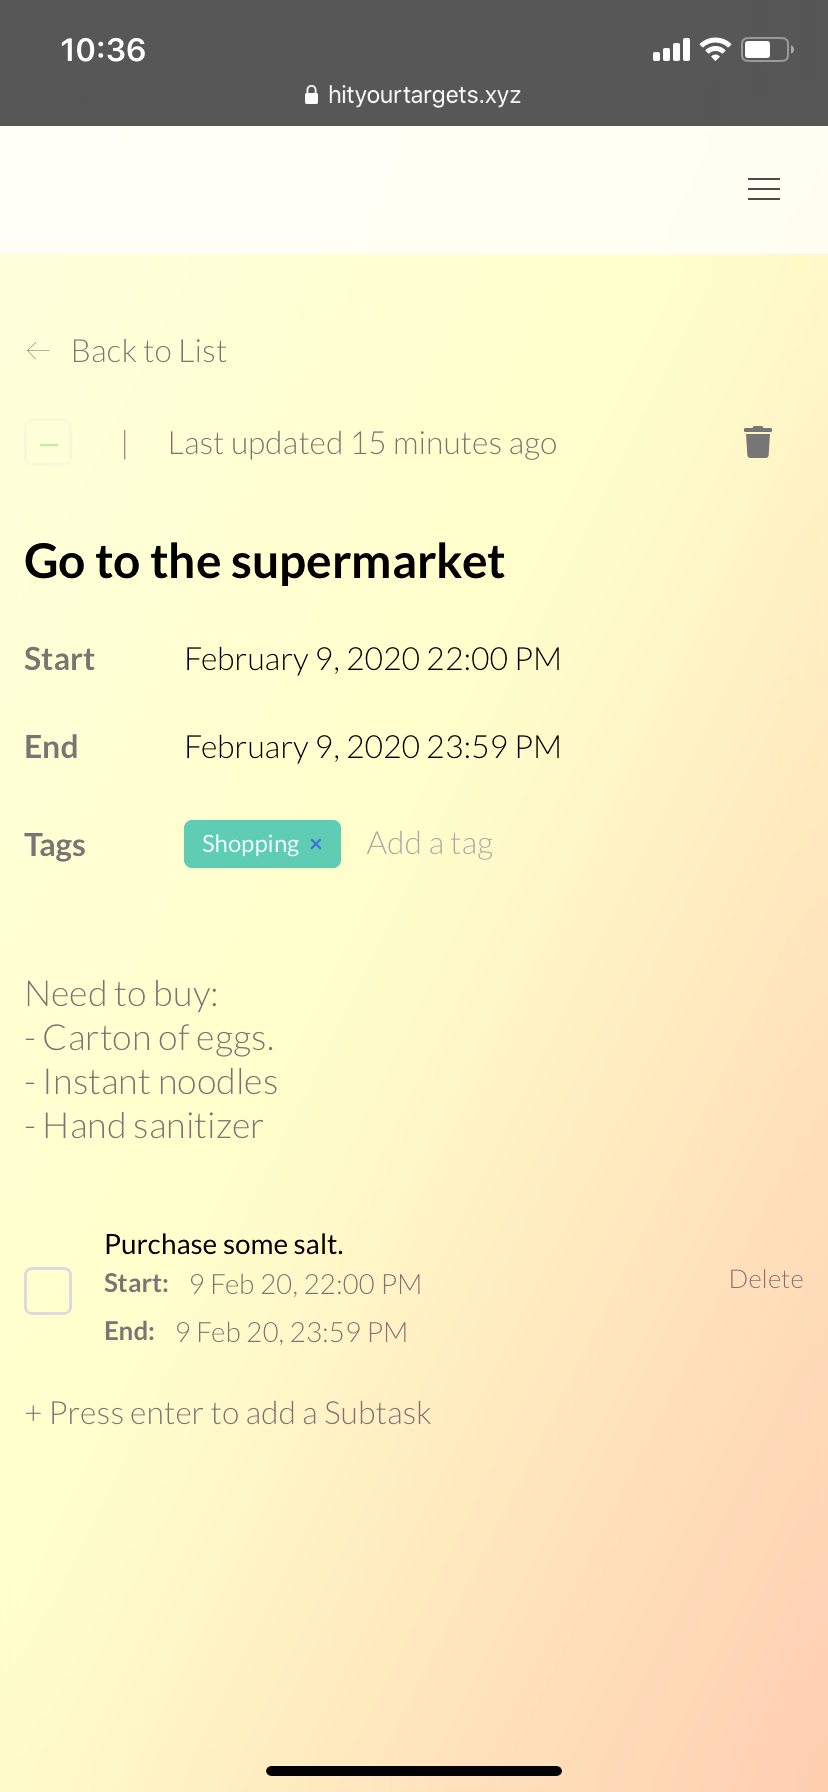 10:36
hityourtargets.xyz
← Back to List
| Last updated 15 minutes ago
Go to the supermarket
Start February 9, 2020 22:00 PM
End February 9, 2020 23:59 PM
Tags Shopping × Add a tag
Need to buy:
- Carton of eggs.
- Instant noodles
- Hand sanitizer
Purchase some salt.
Start: 9 Feb 20, 22:00 PM Delete
End: 9 Feb 20, 23:59 PM
+ Press enter to add a Subtask